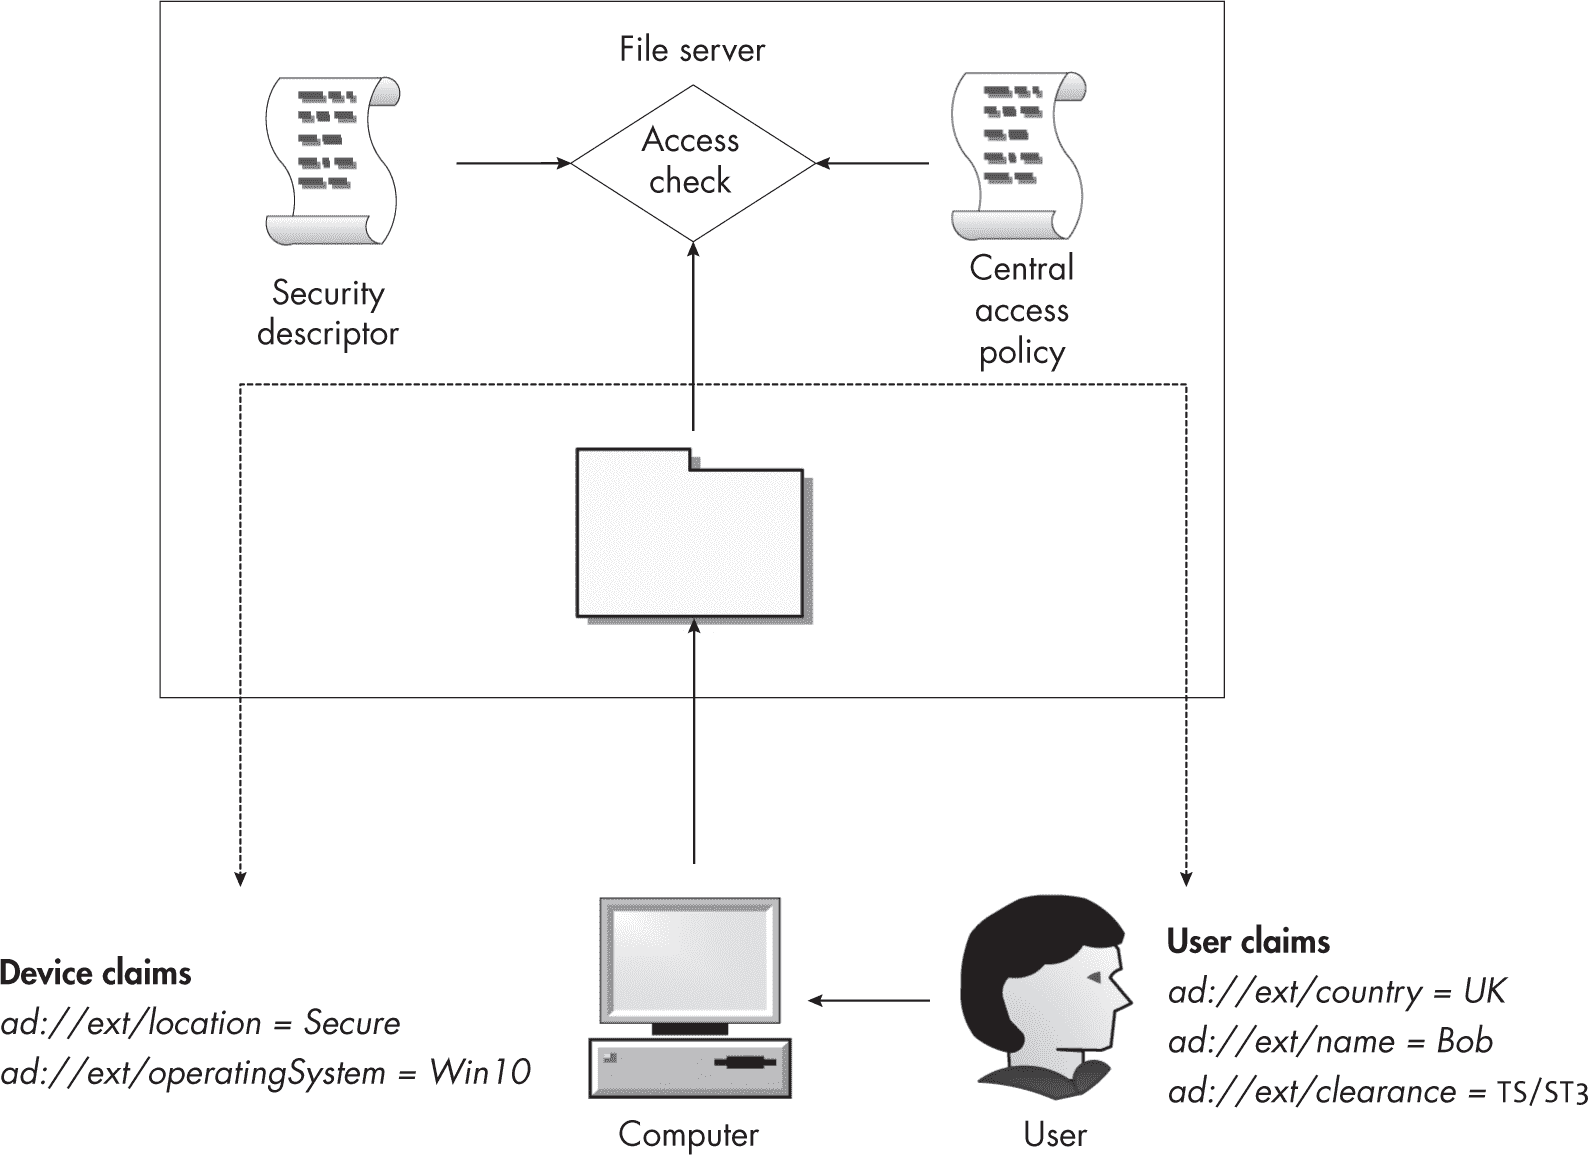 File server
Access
check
Security
descriptor
Central
access
policy
Device claims
ad://ext/location = Secure
ad://ext/operatingSystem = Win10
Computer
User
User claims
ad://ext/country = UK
ad://ext/name = Bob
ad://ext/clearance = TS/ST3